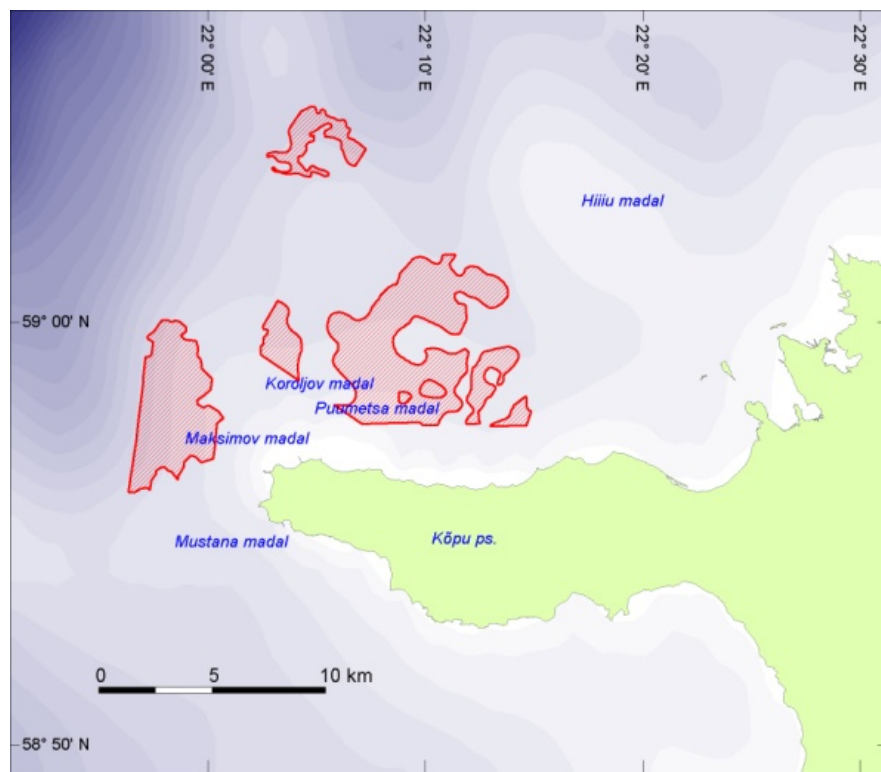 22° 00' E
22° 10' E
22° 20' E
22° 30' E
Hiiiu madal
59° 00' N
Koroljov madal
Puumetsa madal
Maksimov madal
Mustana madal
Kõpu ps.
0 5 10 km
58° 50' N